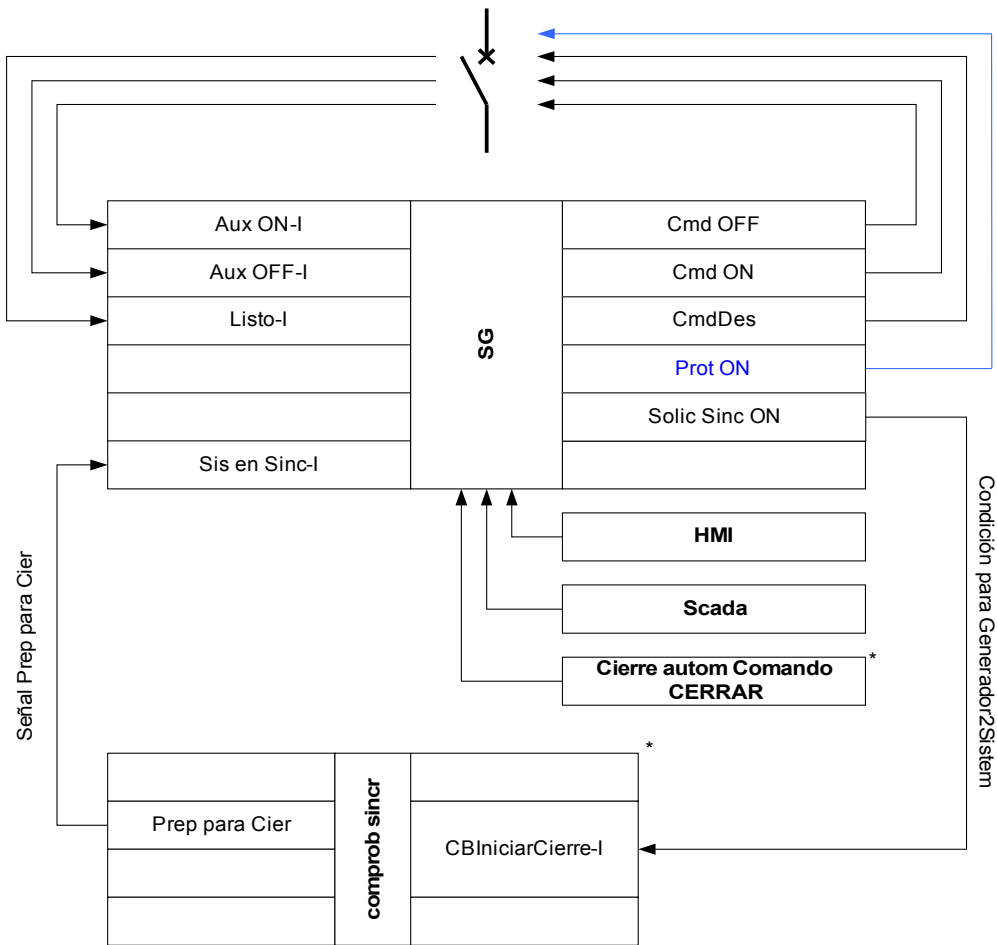 Aux ON-I
Aux OFF-I
Listo-I
Sis en Sinc-I
SG
Cmd OFF
Cmd ON
CmdDes
Prot ON
Solic Sinc ON
HMI
Scada
Cierre autom Comando
CERRAR
*
Señal Prep para Cier
Condición para Generador2Sistem
Prep para Cier
comprob sincr
CBIniciarCierre-I
*